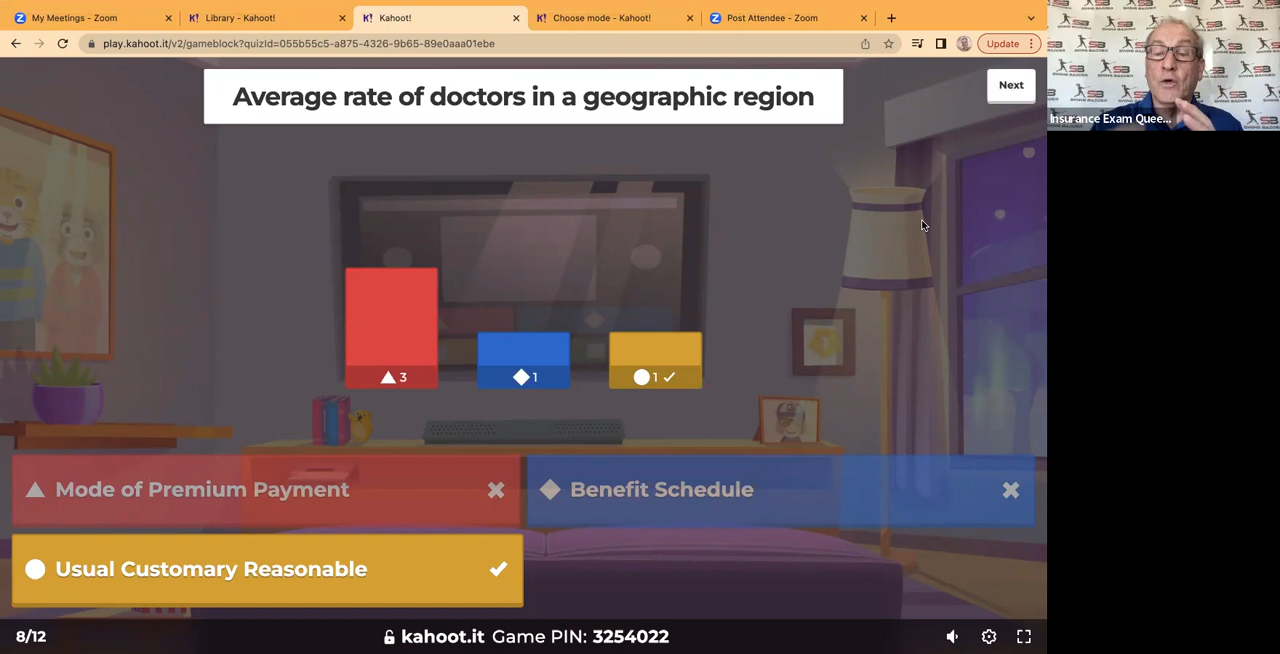 My Meetings - Zoom
Library - Kahoot!
Kahoot!
Choose mode - Kahoot!
Post Attendee - Zoom
play.kahoot.it/v2/gameblock?quizId=055b55c5-a875-4326-9b65-89e0aaa01ebe
Update
Average rate of doctors in a geographic region
Next
Insurance Exam Quee...
3
1
1
Mode of Premium Payment
Benefit Schedule
Usual Customary Reasonable
8/12
kahoot.it Game PIN: 3254022